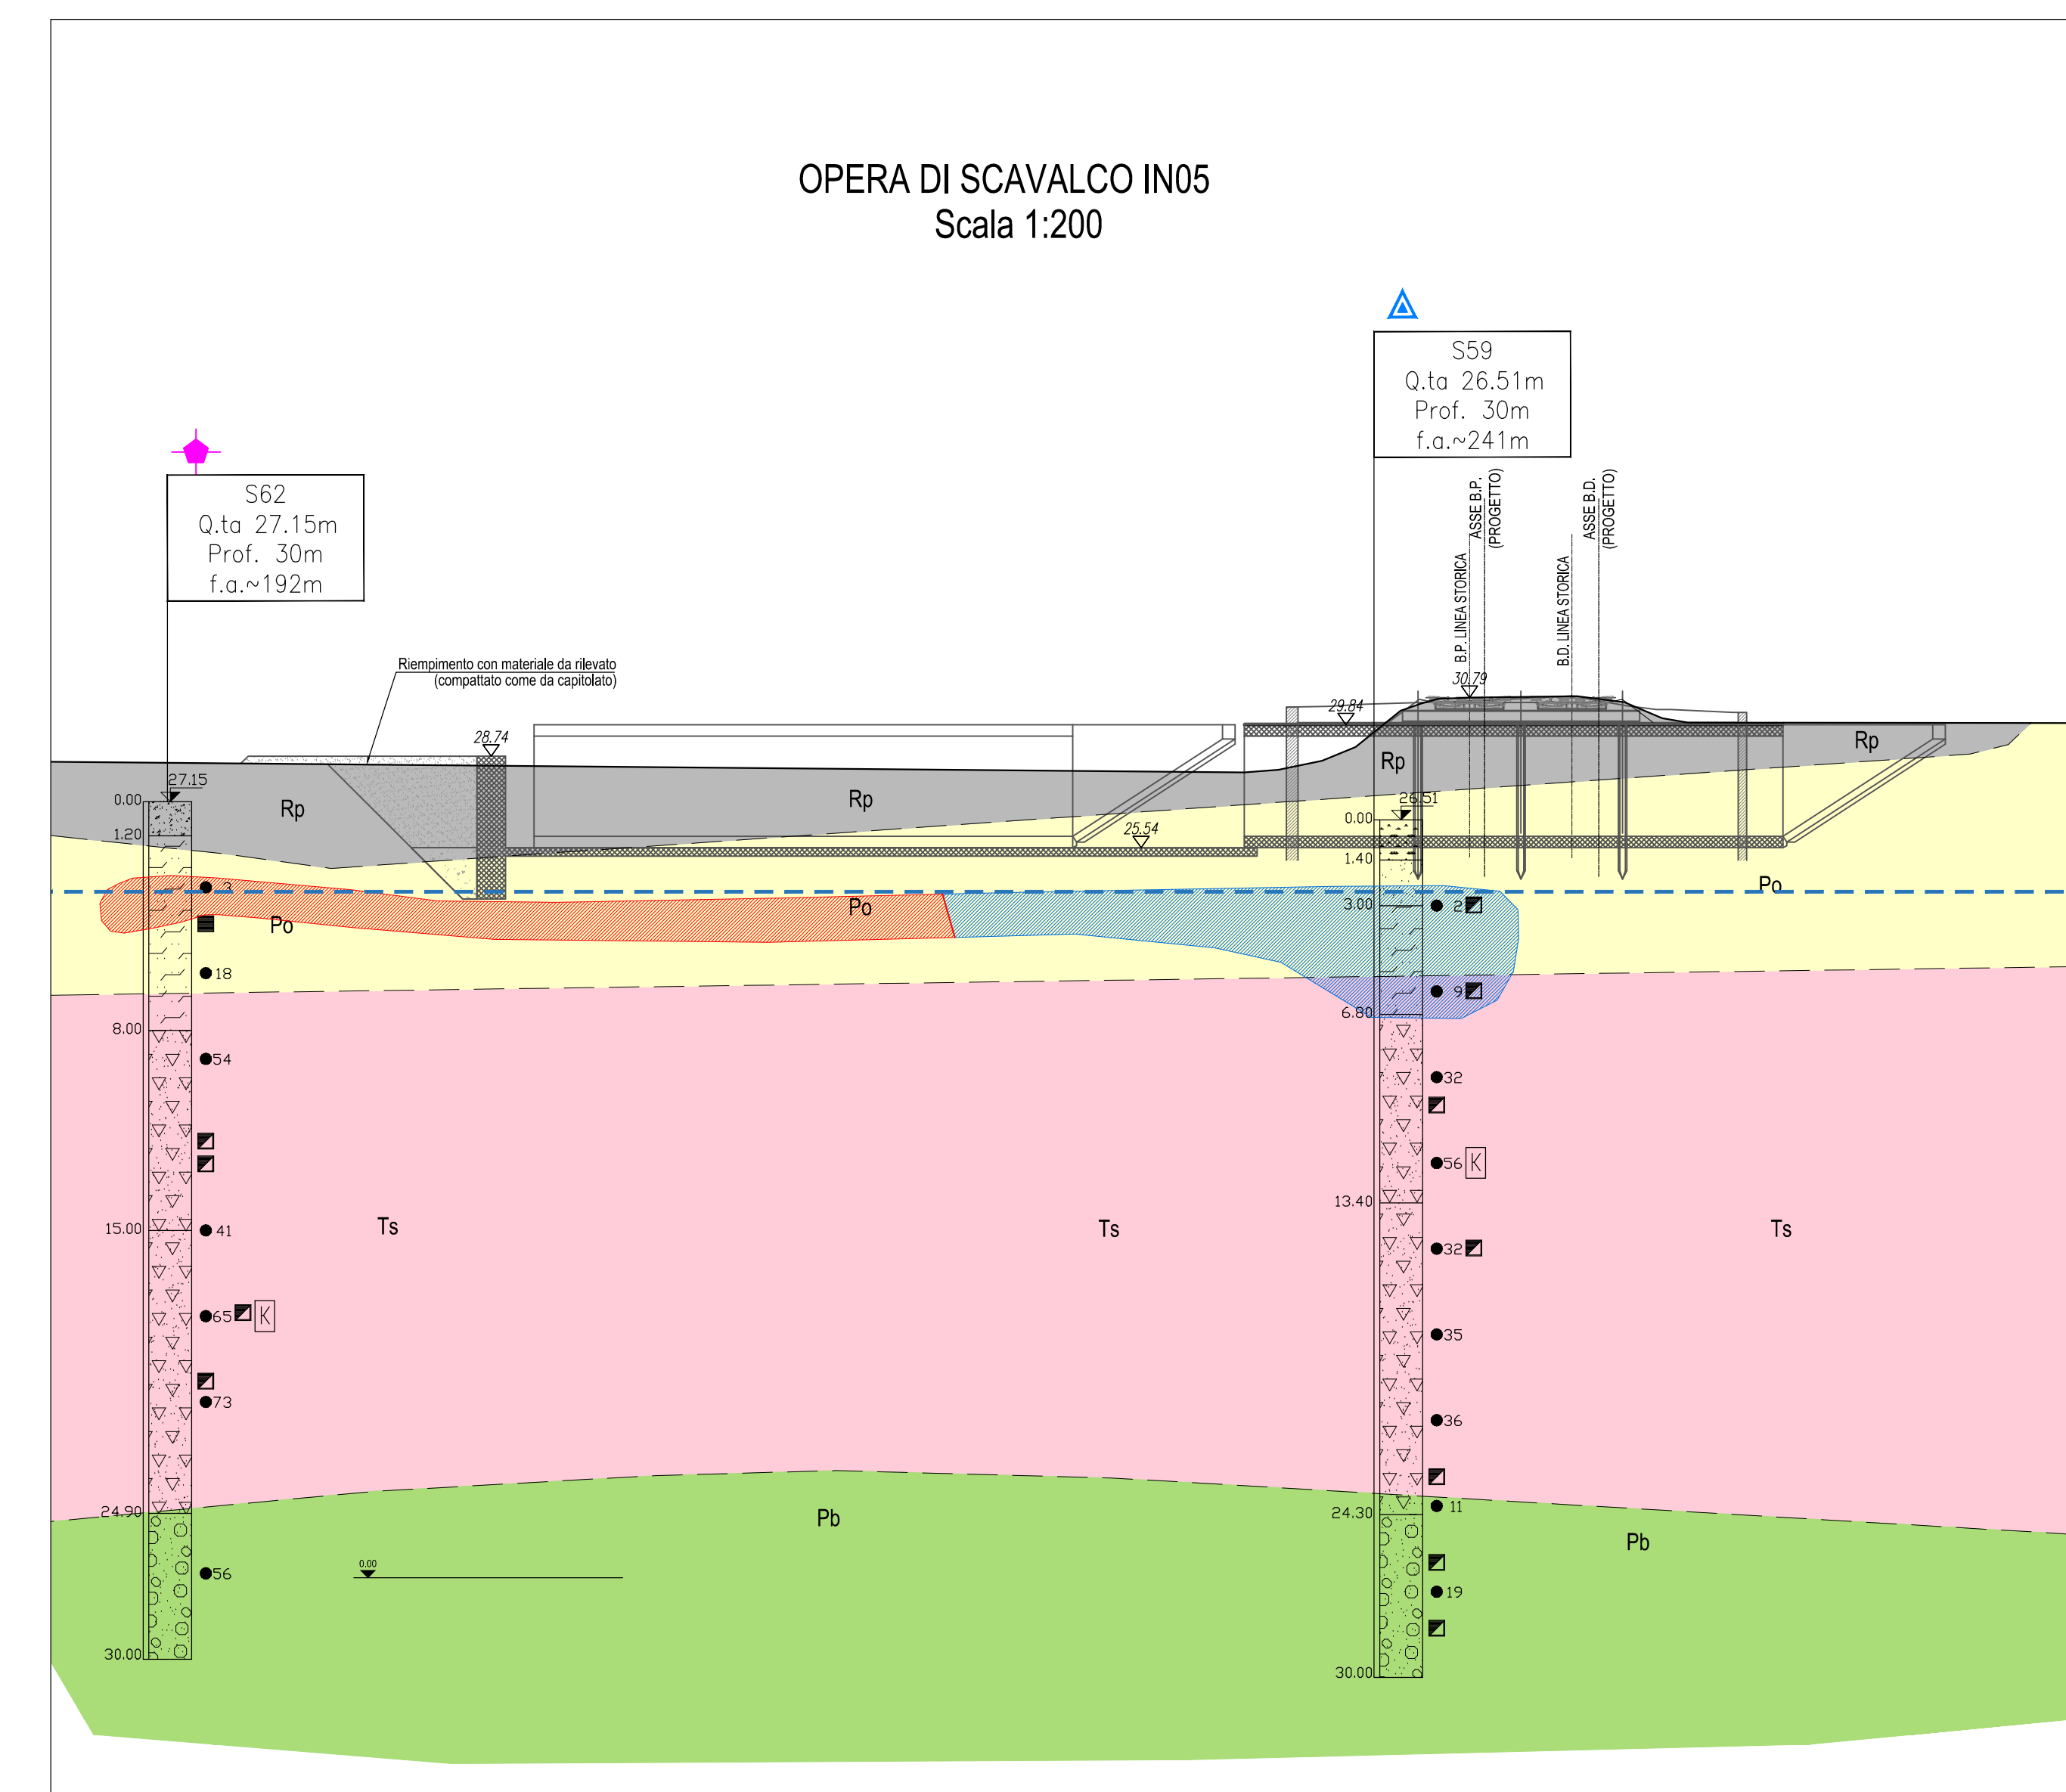 OPERA DI SCAVALCO IN05
Scala 1:200
S59
Q.ta 26.51m
Prof. 30m
f.a.~241m
S62
Q.ta 27.15m
Prof. 30m
f.a.~192m
B.P. LINEA STORICA
ASSE B.P.
(PROGETTO)
B.D. LINEA STORICA
ASSE B.D.
(PROGETTO)
Riempimento con materiale da rilevato
(compattato come da capitolato)
30.79
29.84
28.74
27.15
26.51
25.54
Rp
Rp
Rp
Rp
0.00
1.20
3
18
8.00
54
15.00
41
65
K
73
24.90
56
30.00
0.00
1.40
3.00
2
9
6.80
32
56
K
13.40
32
35
36
11
24.30
19
30.00
Po
Po
Po
Ts
Ts
Ts
Pb
Pb
0.00